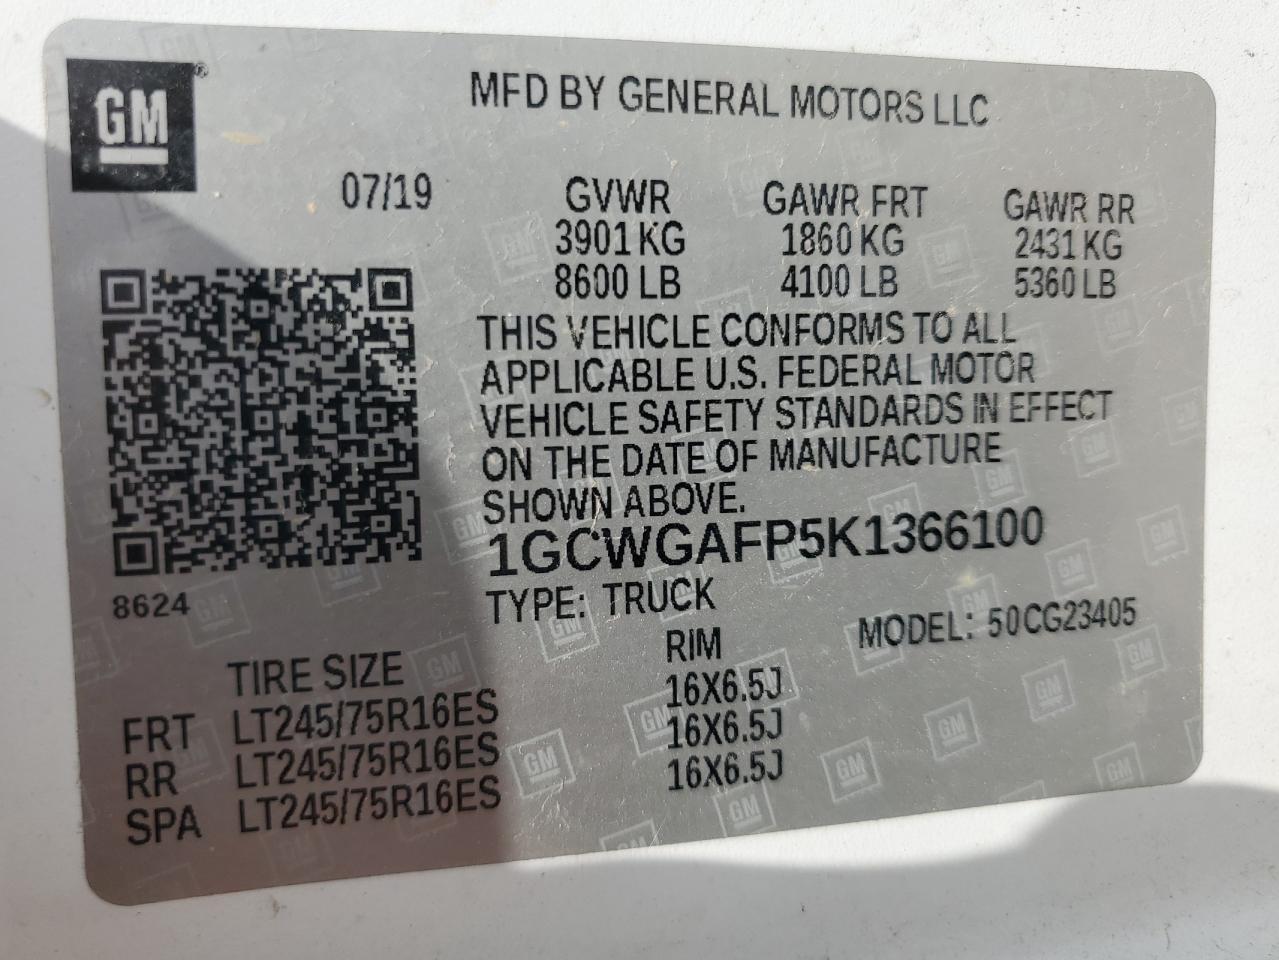 GM
MFD BY GENERAL MOTORS LLC
07/19
GVWR GAWR FRT GAWR RR
3901 KG 1860 KG 2431 KG
8600 LB 4100 LB 5360 LB
THIS VEHICLE CONFORMS TO ALL
APPLICABLE U.S. FEDERAL MOTOR
VEHICLE SAFETY STANDARDS IN EFFECT
ON THE DATE OF MANUFACTURE
SHOWN ABOVE.
1GCWGAFP5K1366100
8624
TYPE: TRUCK
MODEL: 50CG23405
TIRE SIZE RIM
FRT LT245/75R16ES 16X6.5J
RR LT245/75R16ES 16X6.5J
SPA LT245/75R16ES 16X6.5J